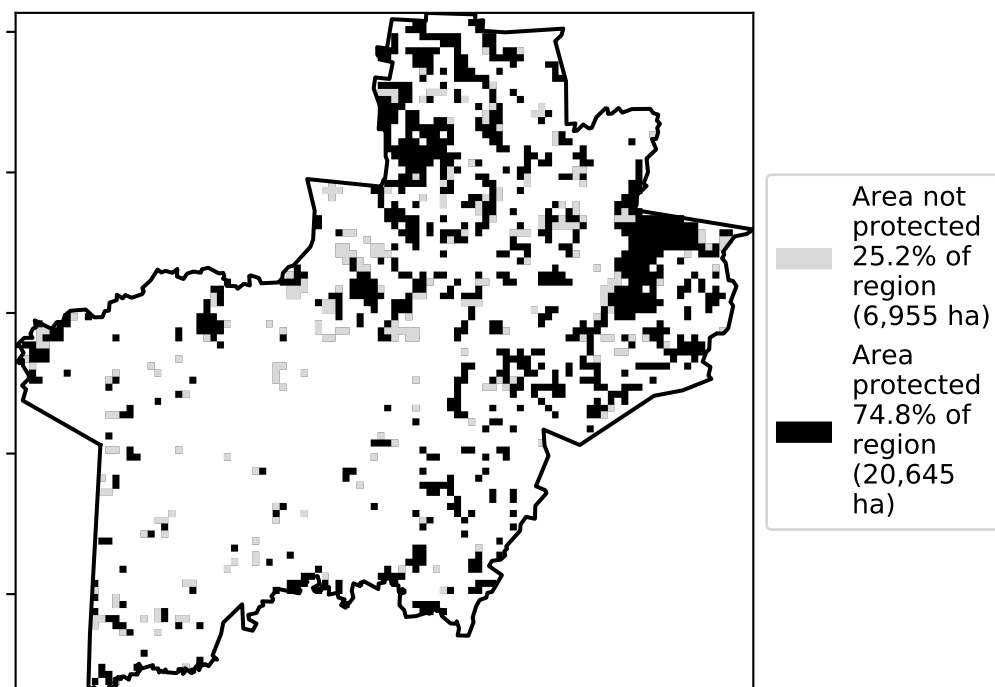 Area not
protected
25.2% of
region
(6,955 ha)
Area
protected
74.8% of
region
(20,645
ha)